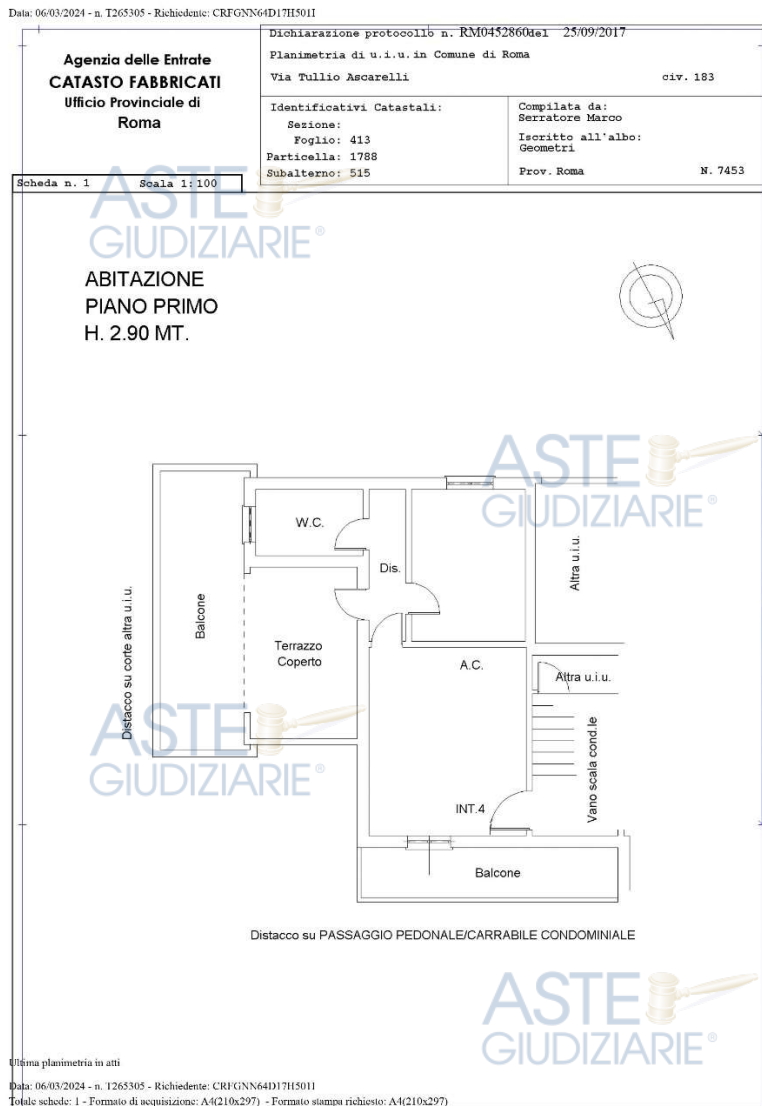 Data: 06/03/2024 - n. T265305 - Richiedente: CRFGNN64D17H501I
Agenzia delle Entrate
CATASTO FABBRICATI
Ufficio Provinciale di
Roma
Dichiarazione protocollo n. RM0452860del 25/09/2017
Planimetria di u.i.u. in Comune di Roma
Via Tullio Ascarelli civ. 183
Identificativi Catastali:
Sezione:
Foglio: 413
Particella: 1788
Subalterno: 515
Compilata da:
Serratore Marco
Iscritto all'albo:
Geometri
Prov. Roma N. 7453
Scheda n. 1 Scala 1:100
ASTE
GIUDIZIARIE®
ABITAZIONE
PIANO PRIMO
H. 2.90 MT.
ASTE
GIUDIZIARIE®
W.C.
Dis.
Altra u.i.u.
Balcone
Distacco su corte altra u.i.u.
Terrazzo
Coperto
A.C.
Altra u.i.u.
ASTE
GIUDIZIARIE®
Vano scala cond.le
INT.4
Balcone
Distacco su PASSAGGIO PEDONALE/CARRABILE CONDOMINIALE
ASTE
GIUDIZIARIE®
Ultima planimetria in atti
Data: 06/03/2024 - n. T265305 - Richiedente: CRFGNN64D17H501I
Totale schede: 1 - Formato di acquisizione: A4(210x297) - Formato stampa richiesto: A4(210x297)